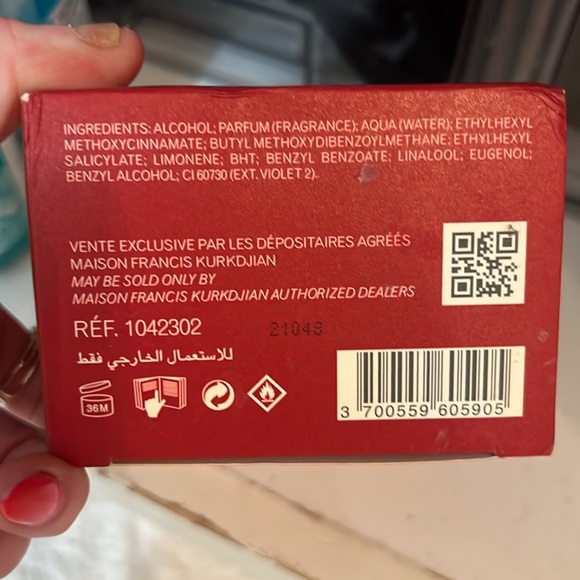 INGREDIENTS: ALCOHOL; PARFUM (FRAGRANCE); AQUA (WATER); ETHYLHEXYL
METHOXYCINNAMATE; BUTYL METHOXYDIBENZOYLMETHANE; ETHYLHEXYL
SALICYLATE; LIMONENE; BHT; BENZYL BENZOATE; LINALOOL; EUGENOL;
BENZYL ALCOHOL; CI 60730 (EXT. VIOLET 2).
VENTE EXCLUSIVE PAR LES DÉPOSITAIRES AGRÉÉS
MAISON FRANCIS KURKDJIAN
MAY BE SOLD ONLY BY
MAISON FRANCIS KURKDJIAN AUTHORIZED DEALERS
RÉF. 1042302 21048
للاستعمال الخارجي فقط
36M
3 700559 605905